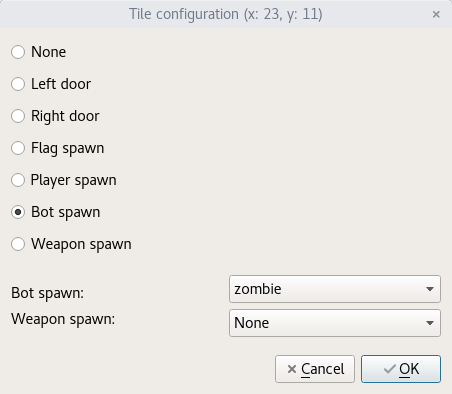 Tile configuration (x: 23, y: 11)
None
Left door
Right door
Flag spawn
Player spawn
Bot spawn
Weapon spawn
Bot spawn: zombie
Weapon spawn: None
Cancel OK